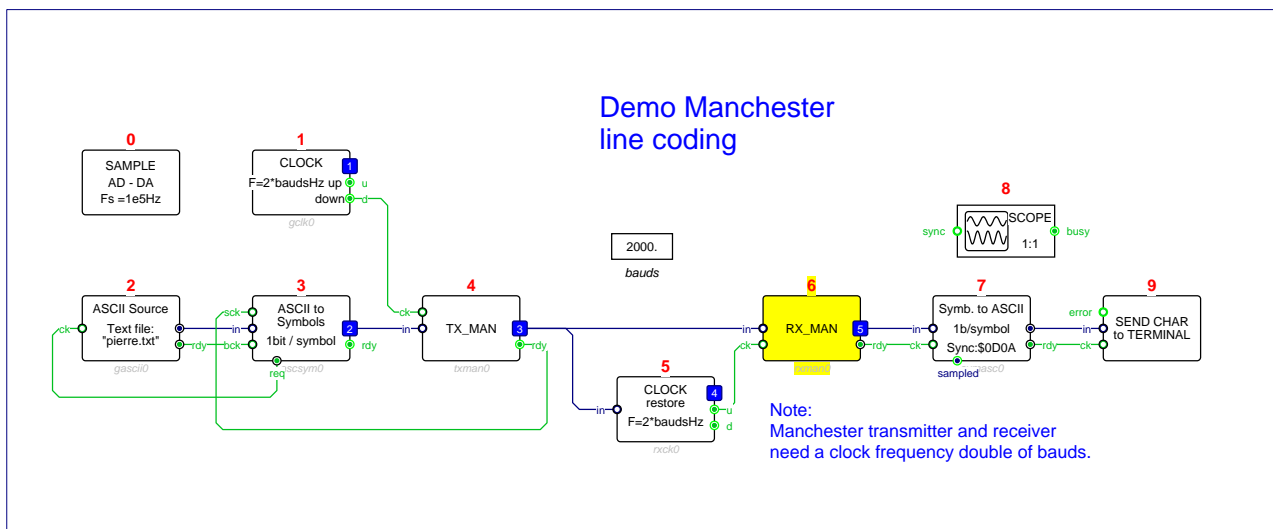 Demo Manchester
line coding
0
SAMPLE
AD - DA
Fs =1e5Hz
1
CLOCK
1
F=2*baudsHz up
u
down
d
gclk0
8
SCOPE
1:1
sync
busy
2000.
bauds
2
ASCII Source
Text file:
"pierre.txt"
ck
rdy
gascii0
3
ASCII to
Symbols
1bit / symbol
sck
in
bck
2
rdy
req
scsym0
4
TX_MAN
ck
in
3
rdy
txman0
5
CLOCK
restore
F=2*baudsHz
in
4
u
d
rxck0
6
RX_MAN
in
ck
5
rdy
rxman0
7
Symb. to ASCII
1b/symbol
Sync:$0D0A
in
ck
rdy
sampled
masc0
9
SEND CHAR
to TERMINAL
error
in
ck
Note:
Manchester transmitter and receiver
need a clock frequency double of bauds.